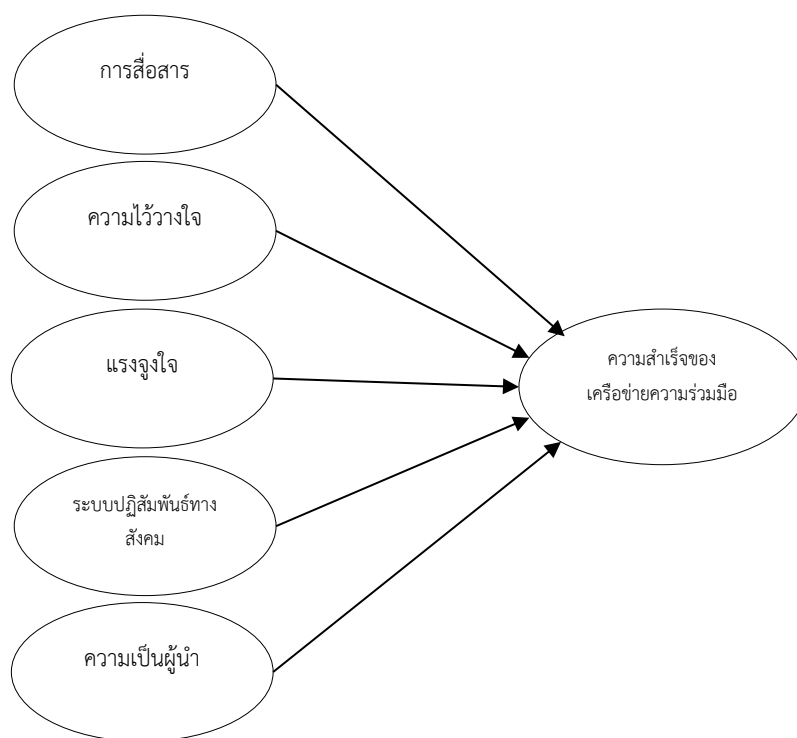 การสื่อสาร
ความไว้วางใจ
แรงจูงใจ
ระบบปฏิสัมพันธ์ทาง
สังคม
ความเป็นผู้นำ
ความสำเร็จของ
เครือข่ายความร่วมมือ